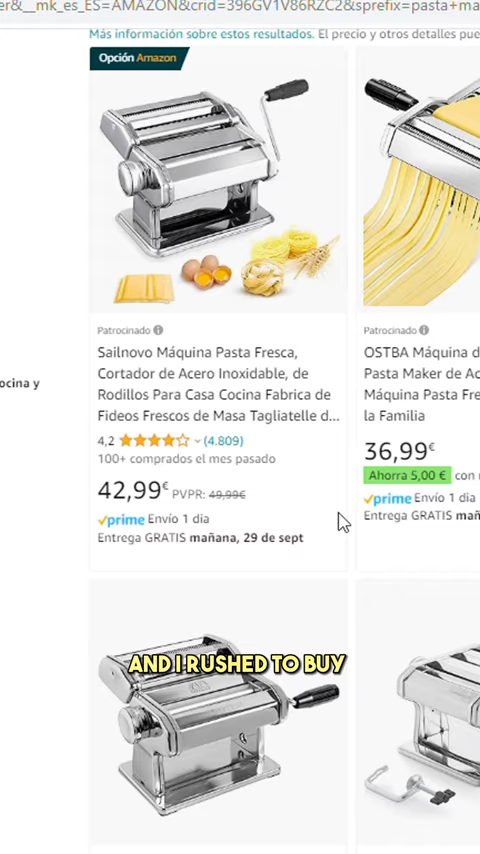 er&__mk_es_ES=AMAZON&crid=396GV1V86RZC2&sprefix=pasta+ma
Más información sobre estos resultados. El precio y otros detalles pue
Opción Amazon
Patrocinado
Sailnovo Máquina Pasta Fresca,
Cortador de Acero Inoxidable, de
Rodillos Para Casa Cocina Fabrica de
Fideos Frescos de Masa Tagliatelle d...
4,2 (4.809)
100+ comprados el mes pasado
42,99€ PVPR: 49,99€
prime Envío 1 día
Entrega GRATIS mañana, 29 de sept
Patrocinado
OSTBA Máquina d
Pasta Maker de Ac
Máquina Pasta Fre
la Familia
36,99€
Ahorra 5,00 € con
prime Envío 1 día
Entrega GRATIS mañ
ocina y
AND I RUSHED TO BUY